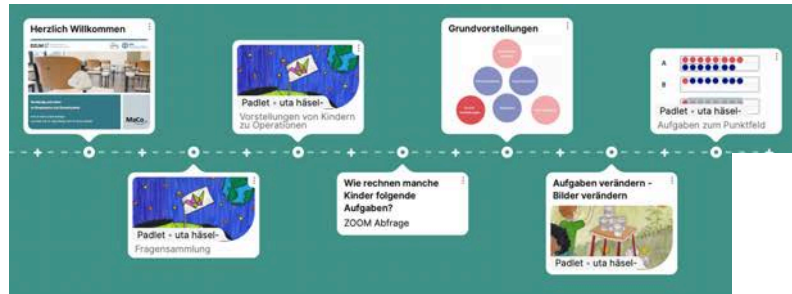 Herzlich Willkommen
MaCo
Padlet - uta häsel-
Fragensammlung
Padlet - uta häsel-
Vorstellungen von Kindern
zu Operationen
Wie rechnen manche
Kinder folgende
Aufgaben?
ZOOM Abfrage
Grundvorstellungen
Aufgaben verändern -
Bilder verändern
Padlet - uta häsel-
A
B
Padlet - uta häsel-
Aufgaben zum Punktfeld